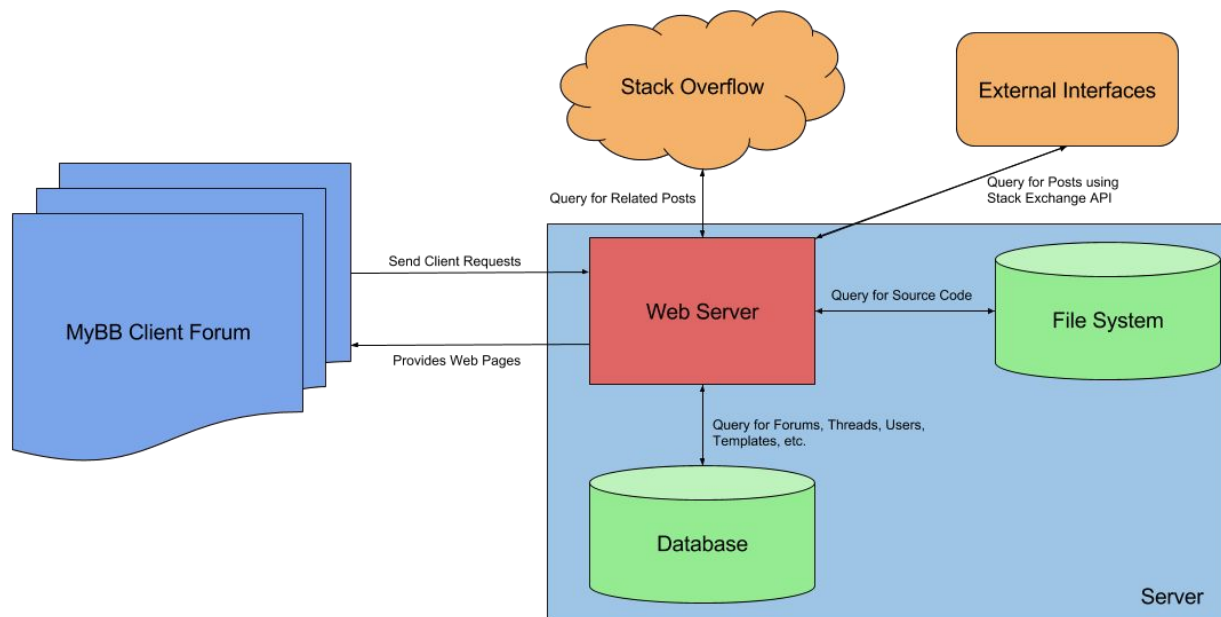 Stack Overflow
External Interfaces
Query for Related Posts
Query for Posts using
Stack Exchange API
Send Client Requests
MyBB Client Forum
Web Server
Query for Source Code
File System
Provides Web Pages
Query for Forums, Threads, Users,
Templates, etc.
Database
Server